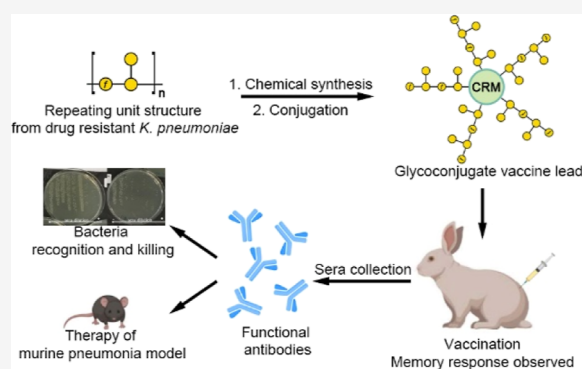 f
n
Repeating unit structure
from drug resistant K. pneumoniae
1. Chemical synthesis
2. Conjugation
CRM
Glycoconjugate vaccine lead
Bacteria
recognition and killing
Sera collection
Therapy of
murine pneumonia model
Functional
antibodies
Vaccination
Memory response observed